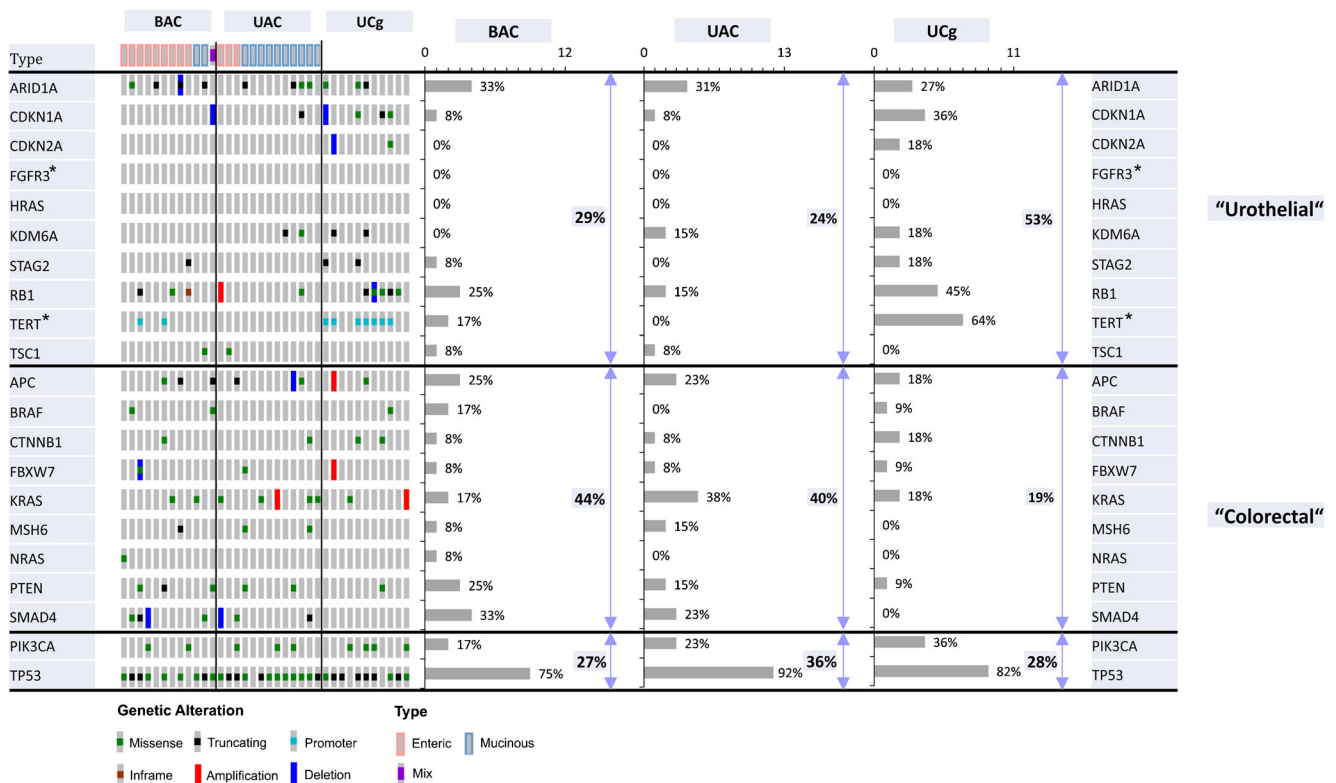 BAC UAC UCg BAC UAC UCg
Type 0 12 0 13 0 11
ARID1A 33% 31% 27% ARID1A
CDKN1A 8% 8% 36% CDKN1A
CDKN2A 0% 0% 18% CDKN2A
FGFR3* 0% 0% 0% FGFR3*
HRAS 0% 0% 0% HRAS
29% 24% 53% "Urothelial"
KDM6A 0% 15% 18% KDM6A
STAG2 8% 0% 18% STAG2
RB1 25% 15% 45% RB1
TERT* 17% 0% 64% TERT*
TSC1 8% 8% 0% TSC1
APC 25% 23% 18% APC
BRAF 17% 0% 9% BRAF
CTNNB1 8% 8% 18% CTNNB1
FBXW7 8% 8% 9% FBXW7
KRAS 17% 44% 38% 40% 18% 19% KRAS
MSH6 8% 15% 0% MSH6 "Colorectal"
NRAS 8% 0% 0% NRAS
PTEN 25% 15% 9% PTEN
SMAD4 33% 23% 0% SMAD4
PIK3CA 17% 23% 36% PIK3CA
27% 36% 28%
TP53 75% 92% 82% TP53
Genetic Alteration Type
Missense Truncating Promoter Enteric Mucinous
Inframe Amplification Deletion Mix